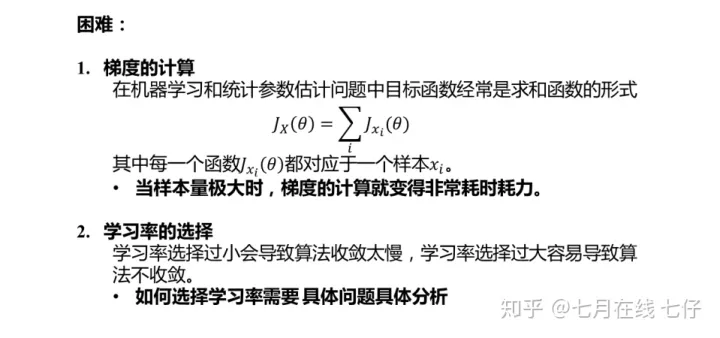 困难：
1. 梯度的计算
在机器学习和统计参数估计问题中目标函数经常是求和函数的形式
J_X(θ) = ∑_i J_{x_i}(θ)
其中每一个函数J_{x_i}(θ)都对应于一个样本x_i。
• 当样本量极大时，梯度的计算就变得非常耗时耗力。
2. 学习率的选择
学习率选择过小会导致算法收敛太慢，学习率选择过大容易导致算
法不收敛。
• 如何选择学习率需要 具体问题具体分析
知乎 @七月在线 七仔